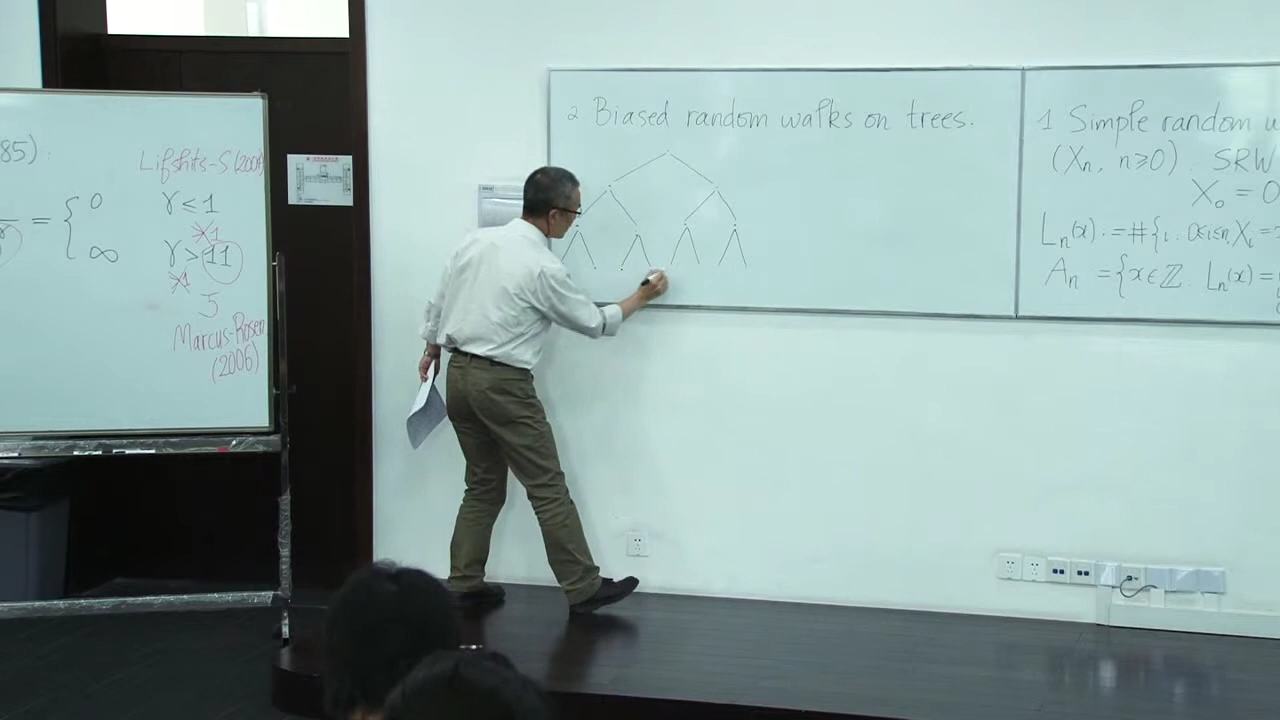 85).
Lifshits-S(200
= { 0 γ ≤ 1
∞ γ > 11
5
Marcus-Rosen
(2006)
2 Biased random walks on trees.
1 Simple random
(Xn, n≥0). SRW
X₀ = 0
Ln(x) := #{i: 0≤i≤n, Xi =
An = {x∈ℤ: Ln(x) =